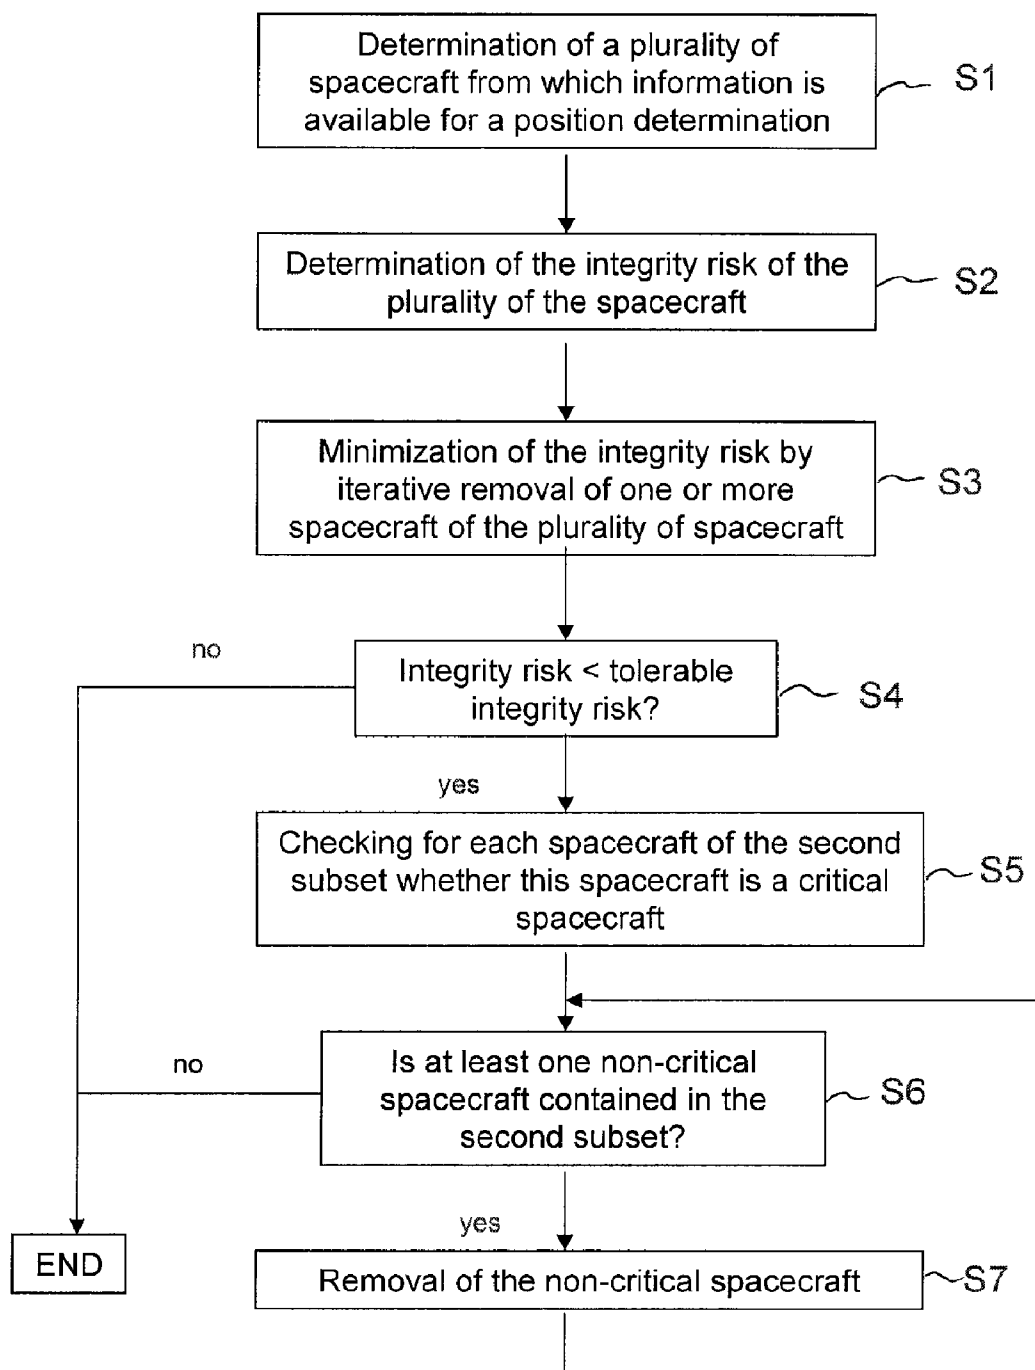 Determination of a plurality of
spacecraft from which information is
available for a position determination
S1
Determination of the integrity risk of the
plurality of the spacecraft
S2
Minimization of the integrity risk by
iterative removal of one or more
spacecraft of the plurality of spacecraft
S3
no
Integrity risk < tolerable
integrity risk?
S4
yes
Checking for each spacecraft of the second
subset whether this spacecraft is a critical
spacecraft
S5
no
Is at least one non-critical
spacecraft contained in the
second subset?
S6
yes
END
Removal of the non-critical spacecraft
S7